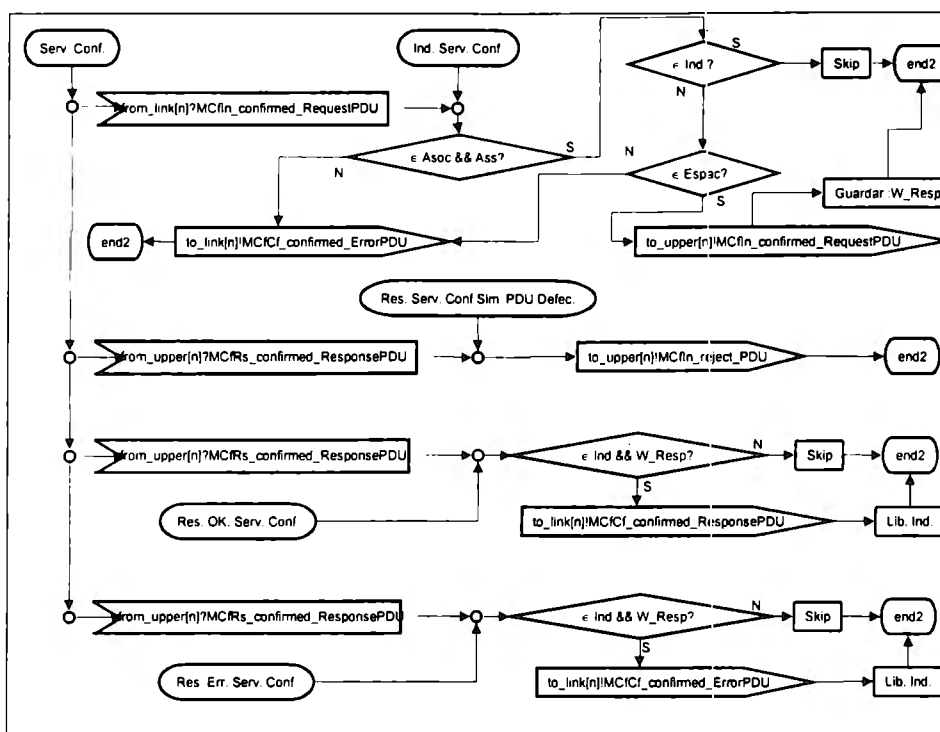 Serv. Conf.
Ind. Serv. Conf
ϵ Ind ?
S
Skip
end2
N
from_link[n]?MCfIn_confirmed_RequestPDU
ϵ Asoc && Ass?
S
N
N
ϵ Espac?
S
Guardar :W_Resp
end2
to_link[n]!MCfCf_confirmed_ErrorPDU
to_upper[n]!MCfIn_confirmed_RequestPDU
Res. Serv. Conf Sim. PDU Defec.
from_upper[n]?MCfRs_confirmed_ResponsePDU
to_upper[n]!MCfIn_reject_PDU
end2
from_upper[n]?MCfRs_confirmed_ResponsePDU
ϵ Ind && W_Resp?
N
Skip
end2
S
Res. OK. Serv. Conf
to_link[n]!MCfCf_confirmed_ResponsePDU
Lib. Ind.
from_upper[n]?MCfRs_confirmed_ResponsePDU
ϵ Ind && W_Resp?
N
Skip
end2
S
Res Err. Serv. Conf
to_link[n]!MCfCf_confirmed_ErrorPDU
Lib. Ind.